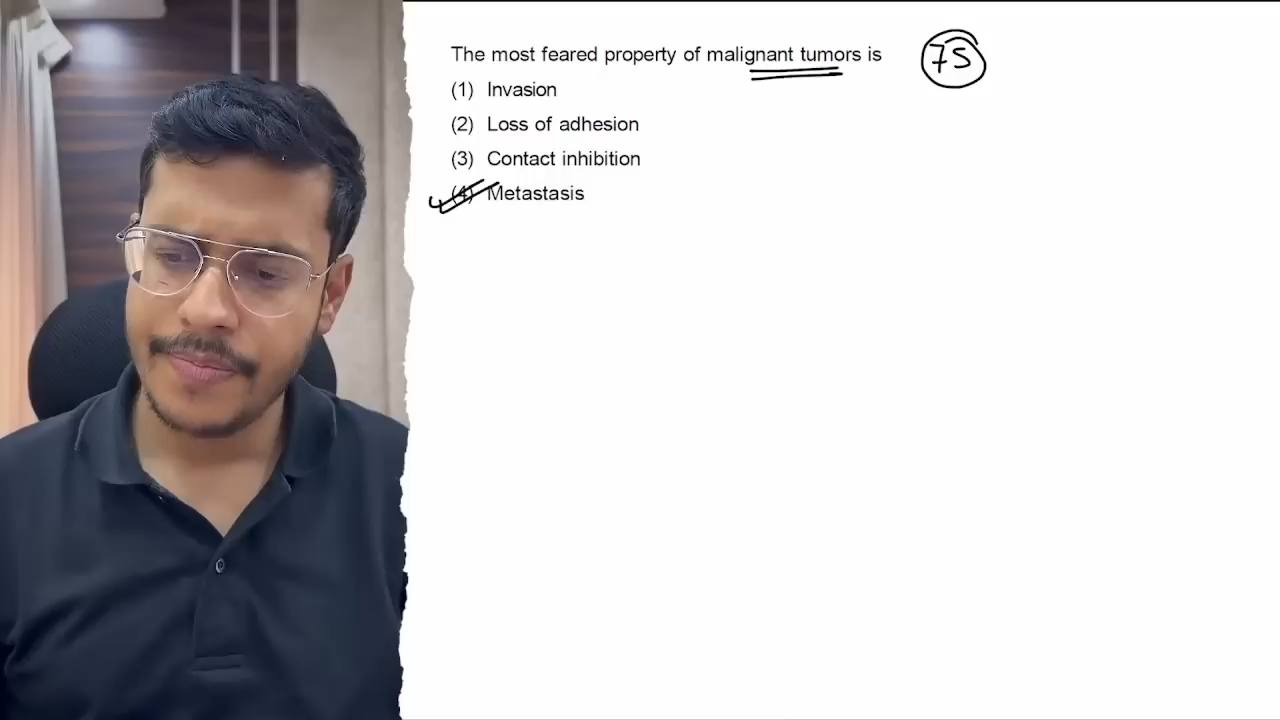 The most feared property of malignant tumors is 75
(1) Invasion
(2) Loss of adhesion
(3) Contact inhibition
(4) Metastasis